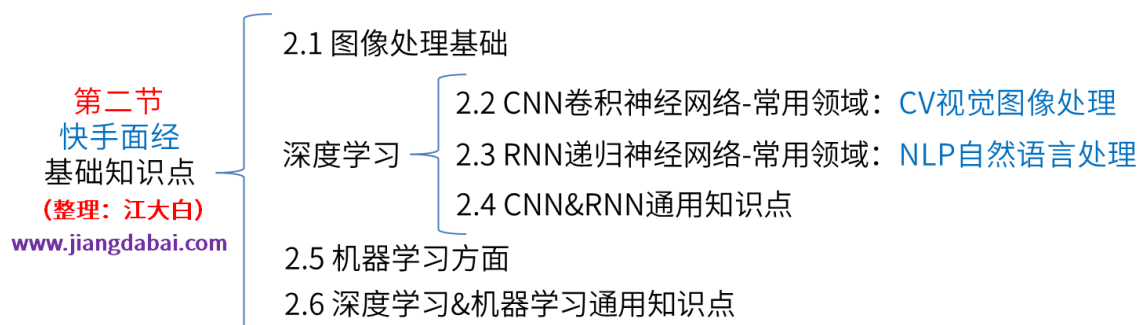 第二节
快手面经
基础知识点
（整理：江大白）
www.jiangdabai.com
2.1 图像处理基础
深度学习
2.2 CNN卷积神经网络-常用领域：CV视觉图像处理
2.3 RNN递归神经网络-常用领域：NLP自然语言处理
2.4 CNN&RNN通用知识点
2.5 机器学习方面
2.6 深度学习&机器学习通用知识点